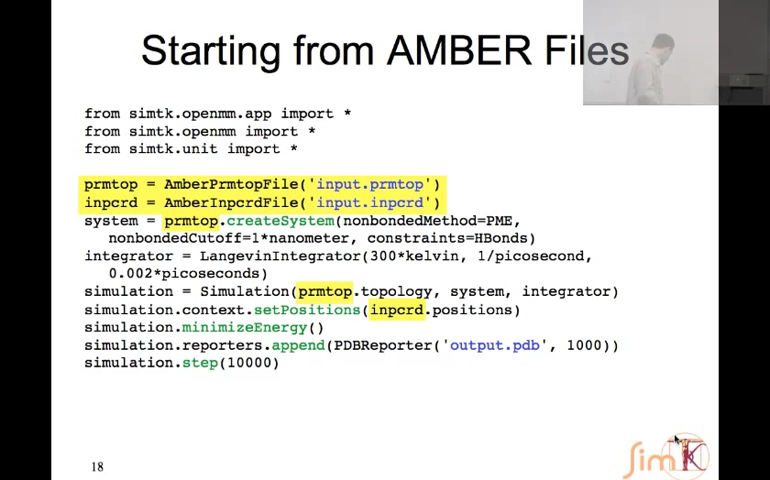 Starting from AMBER Files
from simtk.openmm.app import *
from simtk.openmm import *
from simtk.unit import *
prmtop = AmberPrmtopFile('input.prmtop')
inpcrd = AmberInpcrdFile('input.inpcrd')
system = prmtop.createSystem(nonbondedMethod=PME,
nonbondedCutoff=1*nanometer, constraints=HBonds)
integrator = LangevinIntegrator(300*kelvin, 1/picosecond,
0.002*picoseconds)
simulation = Simulation(prmtop.topology, system, integrator)
simulation.context.setPositions(inpcrd.positions)
simulation.minimizeEnergy()
simulation.reporters.append(PDBReporter('output.pdb', 1000))
simulation.step(10000)
18
SimTK